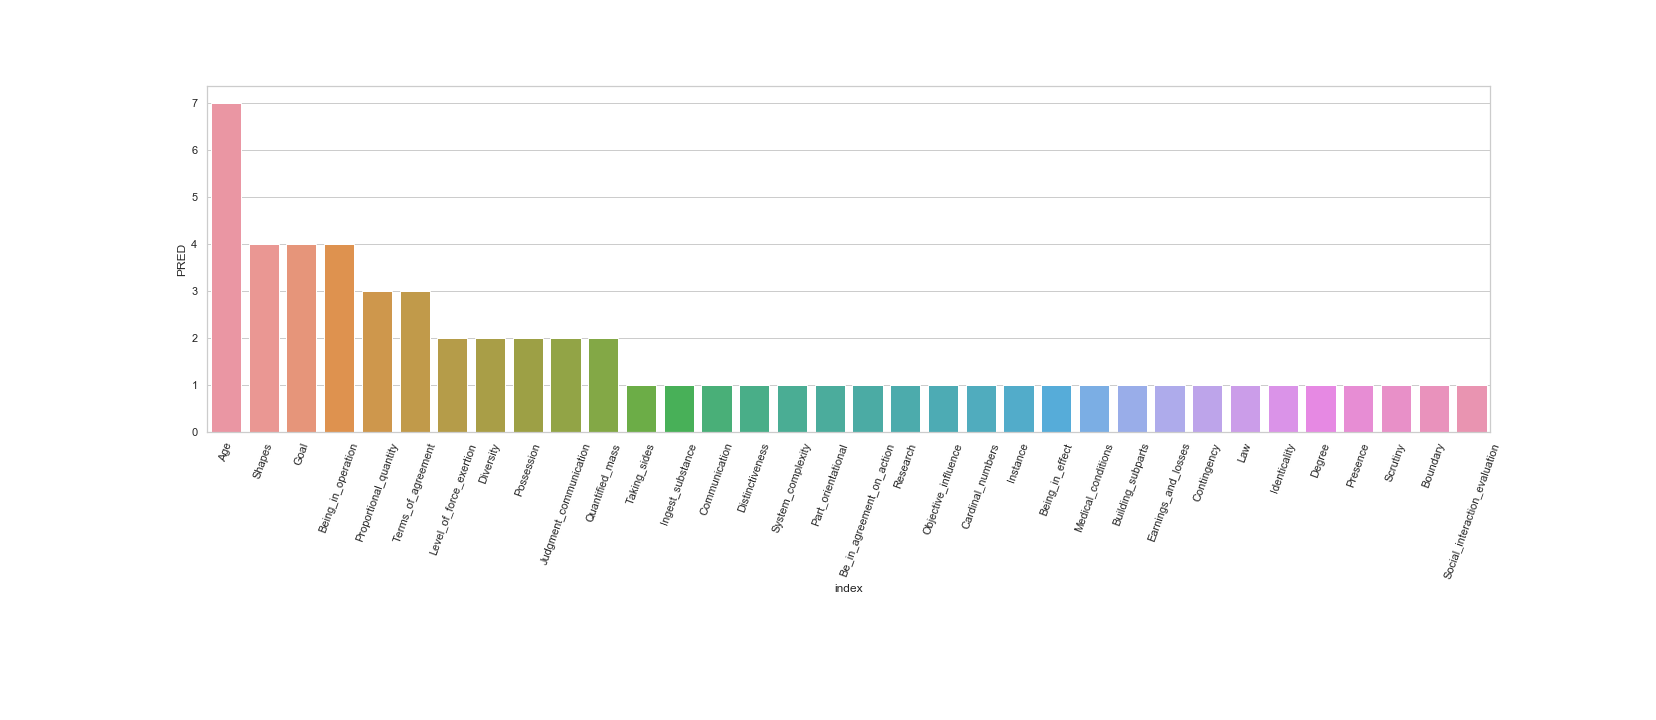 7
6
5
4
3
2
1
0
PRED
Age
Shapes
Goal
Being_in_operation
Proportional_quantity
Terms_of_agreement
Level_of_force_exertion
Diversity
Possession
Judgment_communication
Quantified_mass
Taking_sides
Ingest_substance
Communication
Distinctiveness
System_complexity
Part_orientational
Be_in_agreement_on_action
Research
Objective_influence
Cardinal_numbers
Instance
Being_in_effect
Medical_conditions
Building_subparts
Earnings_and_losses
Contingency
Law
Identicality
Degree
Presence
Scrutiny
Boundary
Social_interaction_evaluation
index